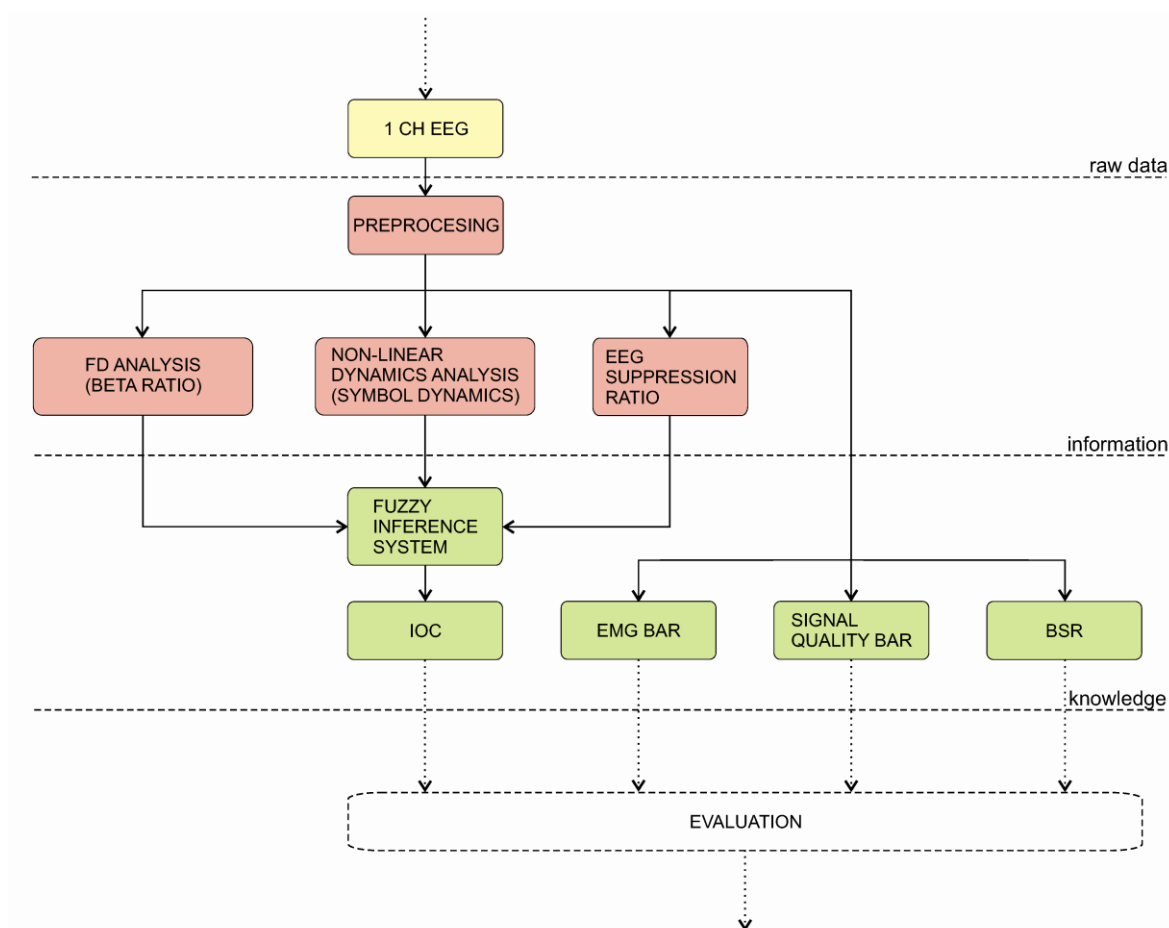 1 CH EEG
raw data
PREPROCESING
FD ANALYSIS
(BETA RATIO)
NON-LINEAR
DYNAMICS ANALYSIS
(SYMBOL DYNAMICS)
EEG
SUPPRESSION
RATIO
information
FUZZY
INFERENCE
SYSTEM
IOC
EMG BAR
SIGNAL
QUALITY BAR
BSR
knowledge
EVALUATION